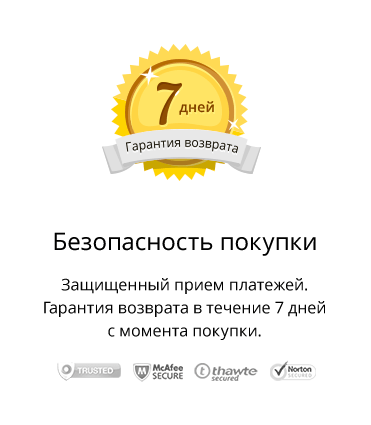 7 дней
Гарантия возврата
Безопасность покупки
Защищенный прием платежей.
Гарантия возврата в течение 7 дней
с момента покупки.
TRUSTED
McAfee
SECURE
thawte
secured
Norton
SECURED